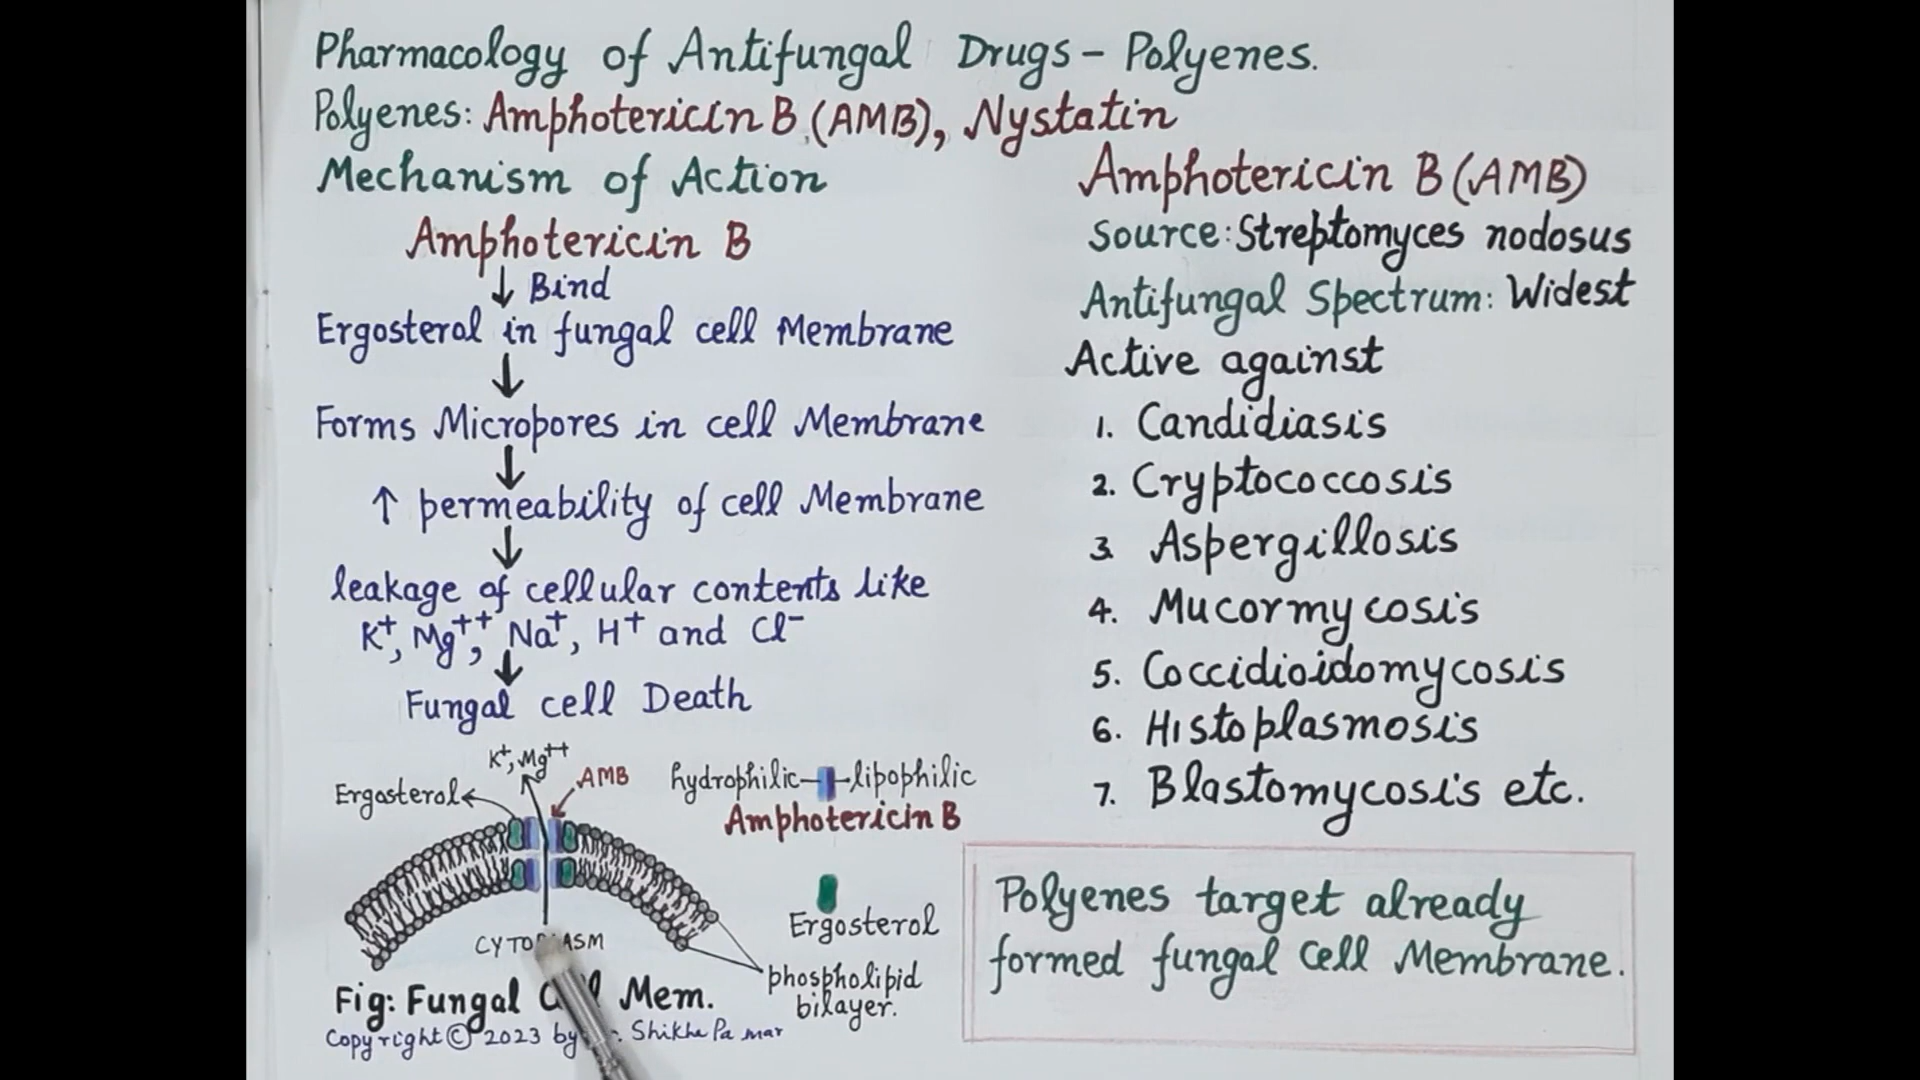 Pharmacology of Antifungal Drugs - Polyenes.
Polyenes: Amphotericin B (AMB), Nystatin
Mechanism of Action
Amphotericin B
↓ Bind
Ergosterol in fungal cell Membrane
↓
Forms Micropores in cell Membrane
↓
↑ permeability of cell Membrane
↓
leakage of cellular contents like
K⁺, Mg⁺⁺, Na⁺, H⁺ and Cl⁻
↓
Fungal cell Death
K⁺, Mg⁺⁺
AMB
Ergosterol
hydrophilic
lipophilic
Amphotericin B
Ergosterol
phospholipid
bilayer.
Fig: Fungal Mem.
Copyright © 2023 by Shikha Parmar
Amphotericin B (AMB)
Source: Streptomyces nodosus
Antifungal Spectrum: Widest
Active against
1. Candidiasis
2. Cryptococcosis
3 Aspergillosis
4. Mucormycosis
5. Coccidioidomycosis
6. Histoplasmosis
7. Blastomycosis etc.
Polyenes target already
formed fungal cell Membrane.